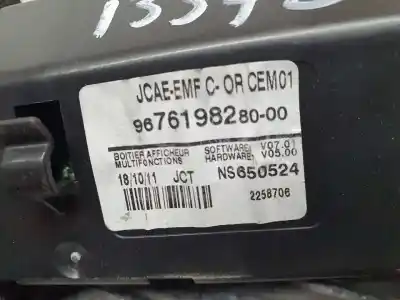 JCAE-EMF C- OR CEM01
9676198280-00
BOITIER AFFICHEUR SOFTWARE: V07.01
MULTIFONCTIONS HARDWARE: V05.00
18/10/11 JCT NS650524
2258706